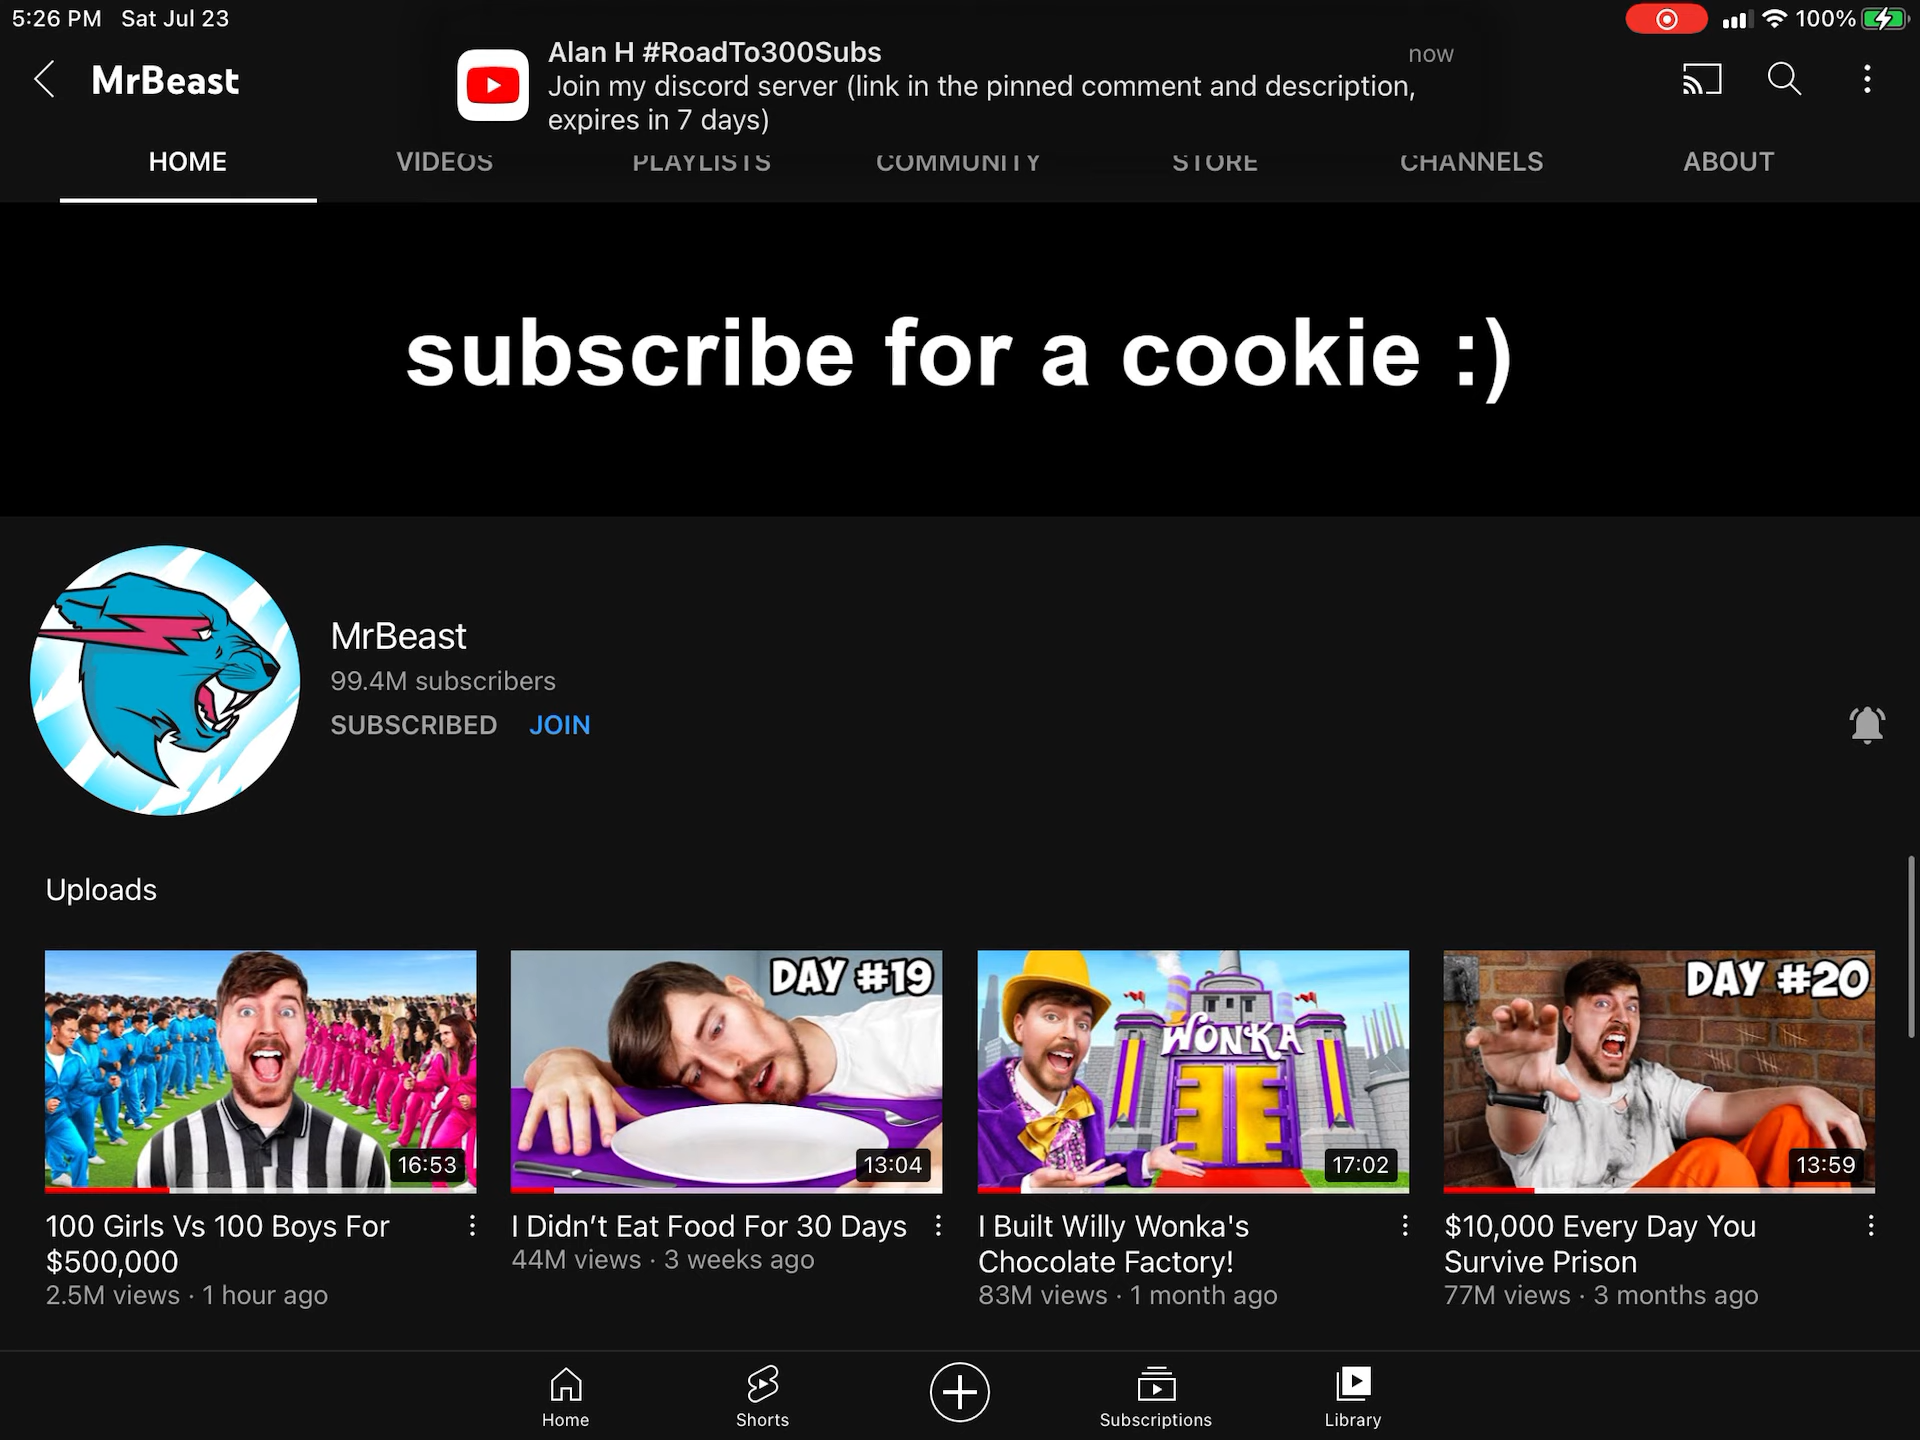 5:26 PM Sat Jul 23
100%
MrBeast
Alan H #RoadTo300Subs
now
Join my discord server (link in the pinned comment and description,
expires in 7 days)
HOME VIDEOS PLAYLISTS COMMUNITY STORE CHANNELS ABOUT
subscribe for a cookie :)
MrBeast
99.4M subscribers
SUBSCRIBED JOIN
Uploads
16:53
DAY #19
13:04
WONKA
17:02
DAY #20
13:59
100 Girls Vs 100 Boys For
$500,000
2.5M views · 1 hour ago
I Didn’t Eat Food For 30 Days
44M views · 3 weeks ago
I Built Willy Wonka's
Chocolate Factory!
83M views · 1 month ago
$10,000 Every Day You
Survive Prison
77M views · 3 months ago
Home Shorts Subscriptions Library